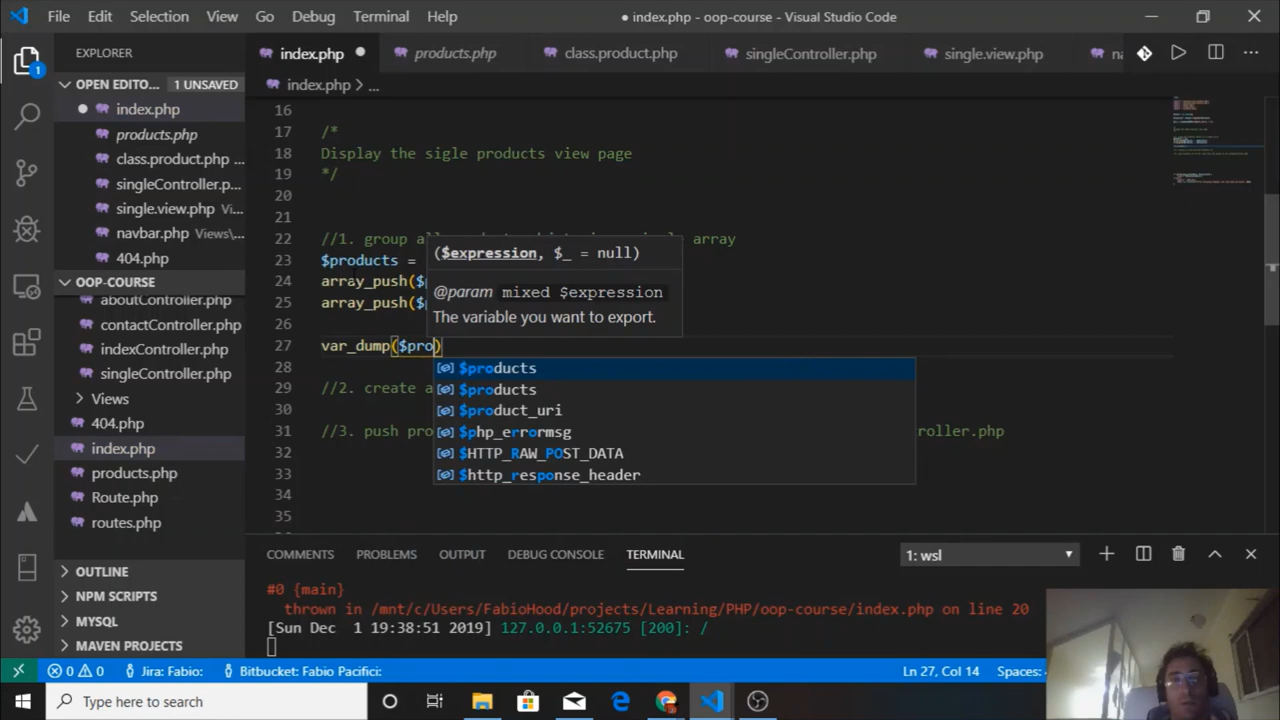 File Edit Selection View Go Debug Terminal Help
● index.php - oop-course - Visual Studio Code
EXPLORER
index.php
products.php
class.product.php
singleController.php
single.view.php
na
OPEN EDITO... 1 UNSAVED
index.php
products.php
class.product.php ...
singleController.p...
single.view.php Vi...
navbar.php Views\...
404.php
OOP-COURSE
aboutController.php
contactController.php
indexController.php
singleController.php
Views
404.php
index.php
products.php
Route.php
routes.php
OUTLINE
NPM SCRIPTS
MYSQL
MAVEN PROJECTS
1
index.php > ...
16
17 /*
18 Display the sigle products view page
19 */
20
21
22 //1. group al array
23 $products =
24 array_push($
25 array_push($
26
27 var_dump($pro)
28
29 //2. create a
30
31 //3. push pro roller.php
32
33
34
35
($expression, $_ = null)
@param mixed $expression
The variable you want to export.
$products
$products
$product_uri
$php_errormsg
$HTTP_RAW_POST_DATA
$http_response_header
COMMENTS PROBLEMS OUTPUT DEBUG CONSOLE TERMINAL
1: wsl
#0 {main}
thrown in /mnt/c/Users/FabioHood/projects/Learning/PHP/oop-course/index.php on line 20
[Sun Dec 1 19:38:51 2019] 127.0.0.1:52675 [200]: /
0 0 Jira: Fabio: Bitbucket: Fabio Pacifici: Ln 27, Col 14 Spaces:
Type here to search